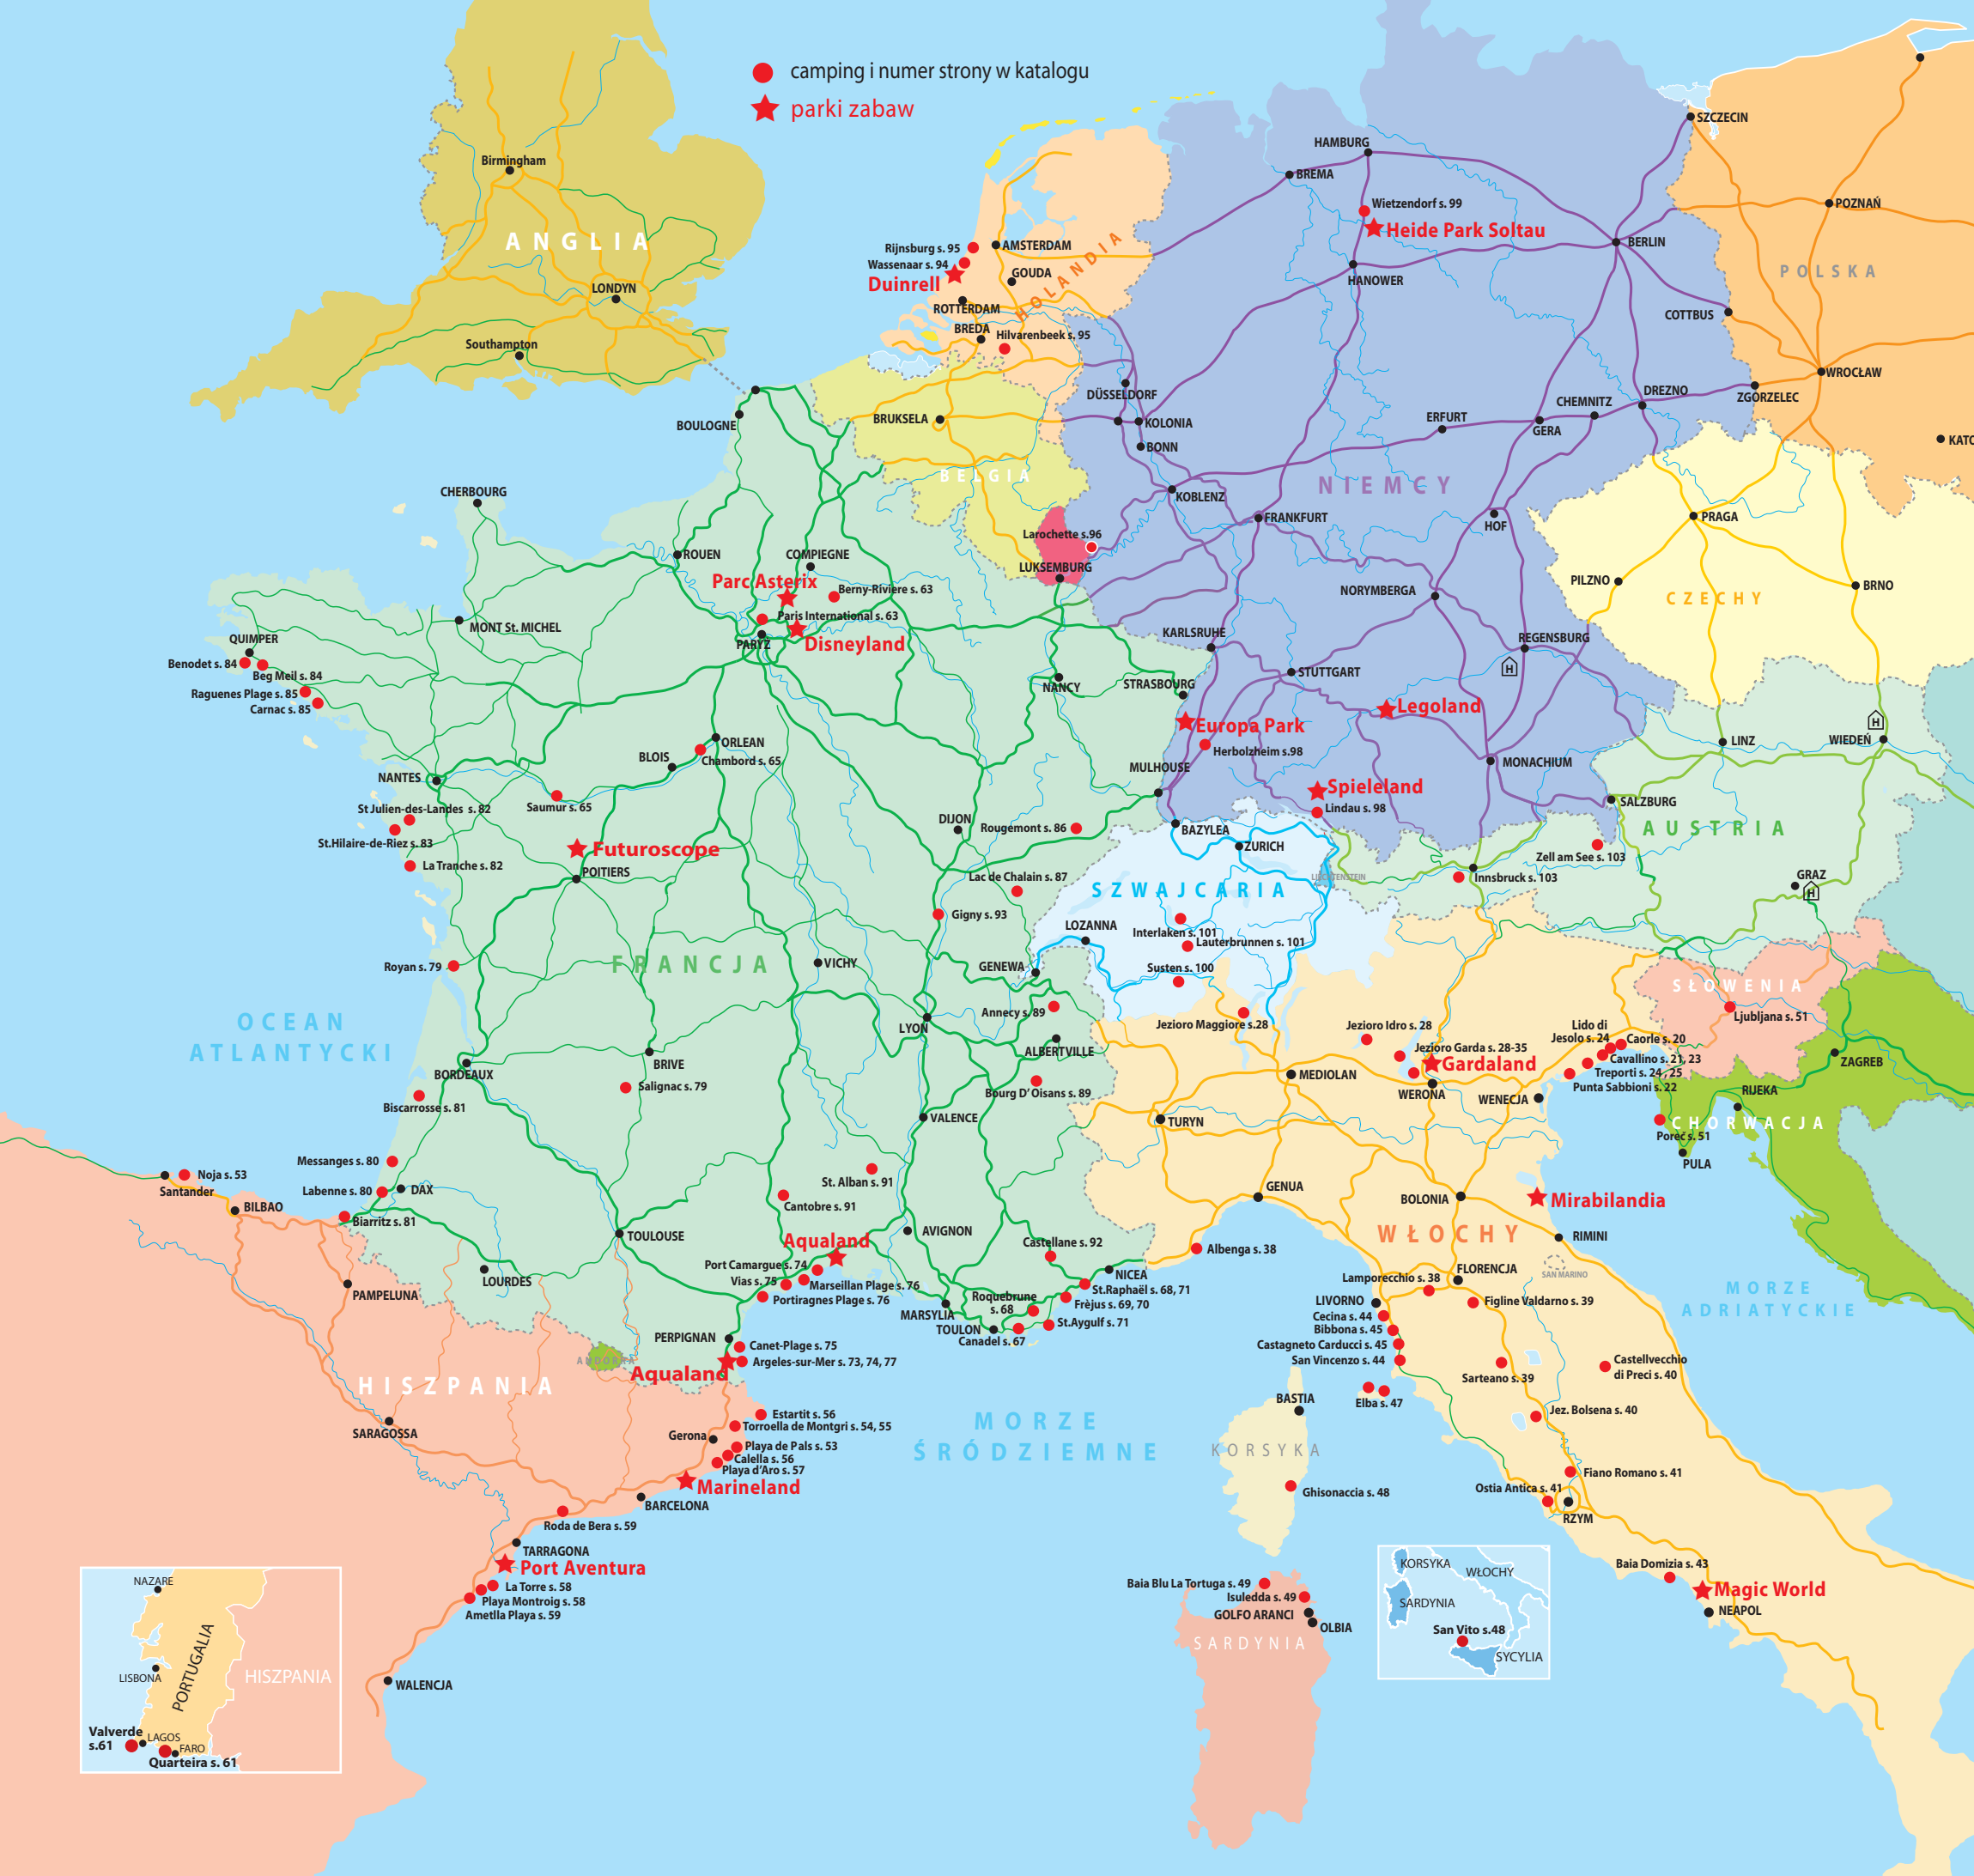 camping i numer strony w katalogu
parki zabaw
ANGLIA
Birmingham
LONDYN
Southampton
HOLANDIA
Rijnsburg s. 95
AMSTERDAM
Wassenaar s. 94
Duinrell
GOUDA
ROTTERDAM
BREDA
Hilvarenbeek s. 95
BELGIA
BRUKSELA
Larochette s.96
LUKSEMBURG
NIEMCY
HAMBURG
BREMA
Wietzendorf s. 99
Heide Park Soltau
HANOWER
BERLIN
COTTBUS
DÜSSELDORF
KOLONIA
BONN
KOBLENZ
FRANKFURT
ERFURT
GERA
CHEMNITZ
DREZNO
HOF
NORYMBERGA
REGENSBURG
H
KARLSRUHE
STUTTGART
Legoland
Europa Park
Herbolzheim s.98
MONACHIUM
Spieleland
Lindau s. 98
POLSKA
SZCZECIN
POZNAŃ
WROCŁAW
ZGORZELEC
KATO
CZECHY
PRAGA
PILZNO
BRNO
AUSTRIA
LINZ
WIEDEŃ
H
SALZBURG
Zell am See s. 103
Innsbruck s. 103
GRAZ
H
LIECHTENSTEIN
SZWAJCARIA
BAZYLEA
ZURICH
LOZANNA
GENEWA
Interlaken s. 101
Lauterbrunnen s. 101
Susten s. 100
FRANCJA
BOULOGNE
CHERBOURG
ROUEN
COMPIEGNE
Parc Asterix
Berny-Riviere s. 63
Paris International s. 63
PARYZ
Disneyland
MONT St. MICHEL
QUIMPER
Benodet s. 84
Beg Meil s. 84
Raguenes Plage s. 85
Carnac s. 85
NANCY
STRASBOURG
MULHOUSE
ORLEAN
BLOIS
Chambord s. 65
NANTES
Saumur s. 65
St Julien-des-Landes s. 82
St.Hilaire-de-Riez s. 83
La Tranche s. 82
Futuroscope
POITIERS
DIJON
Rougemont s. 86
Lac de Chalain s. 87
Gigny s. 93
Royan s. 79
VICHY
LYON
Annecy s. 89
ALBERTVILLE
Bourg D' Oisans s. 89
BRIVE
Salignac s. 79
BORDEAUX
Biscarrosse s. 81
VALENCE
Messanges s. 80
Labenne s. 80
DAX
Biarritz s. 81
St. Alban s. 91
Cantobre s. 91
AVIGNON
TOULOUSE
LOURDES
Aqualand
Port Camargue s. 74
Vias s. 75
Marseillan Plage s. 76
Portiragnes Plage s. 76
Castellane s. 92
NICEA
St.Raphaël s. 68, 71
Frèjus s. 69, 70
Roquebrune
s. 68
St.Aygulf s. 71
MARSYLIA
TOULON
Canadel s. 67
PERPIGNAN
Canet-Plage s. 75
Argeles-sur-Mer s. 73, 74, 77
Aqualand
ANDORRA
OCEAN
ATLANTYCKI
HISZPANIA
Noja s. 53
Santander
BILBAO
PAMPELUNA
SARAGOSSA
Estartit s. 56
Torroella de Montgri s. 54, 55
Gerona
Playa de Pals s. 53
Calella s. 56
Playa d'Aro s. 57
Marineland
BARCELONA
Roda de Bera s. 59
TARRAGONA
Port Aventura
La Torre s. 58
Playa Montroig s. 58
Ametlla Playa s. 59
WALENCJA
NAZARE
LISBONA
PORTUGALIA
HISZPANIA
Valverde
s.61
LAGOS
FARO
Quarteira s. 61
MORZE
ŚRÓDZIEMNE
WŁOCHY
Jezioro Maggiore s.28
Jezioro Idro s. 28
Jezioro Garda s. 28-35
Gardaland
MEDIOLAN
WERONA
WENECJA
TURYN
Lido di
Jesolo s. 24
Caorle s. 20
Cavallino s. 21, 23
Treporti s. 24, 25
Punta Sabbioni s. 22
GENUA
BOLONIA
Mirabilandia
Albenga s. 38
RIMINI
SAN MARINO
FLORENCJA
Lamporecchio s. 38
LIVORNO
Figline Valdarno s. 39
Cecina s. 44
Bibbona s. 45
Castagneto Carducci s. 45
San Vincenzo s. 44
Sarteano s. 39
Castellvecchio
di Preci s. 40
Elba s. 47
Jez. Bolsena s. 40
Fiano Romano s. 41
Ostia Antica s. 41
RZYM
Baia Domizia s. 43
Magic World
NEAPOL
SŁOWENIA
Ljubljana s. 51
CHORWACJA
ZAGREB
RIJEKA
Poreč s. 51
PULA
MORZE
ADRIATYCKIE
BASTIA
KORSYKA
Ghisonaccia s. 48
Baia Blu La Tortuga s. 49
Isuledda s. 49
GOLFO ARANCI
OLBIA
SARDYNIA
KORSYKA
WŁOCHY
SARDYNIA
San Vito s.48
SYCYLIA